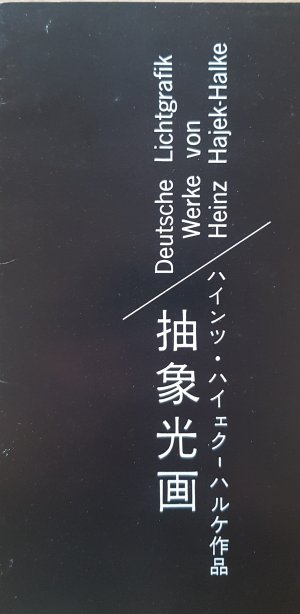 Deutsche Lichtgrafik
Werke von
Heinz Hajek-Halke
抽象光画
ハインツ・ハイェクーハルケ作品